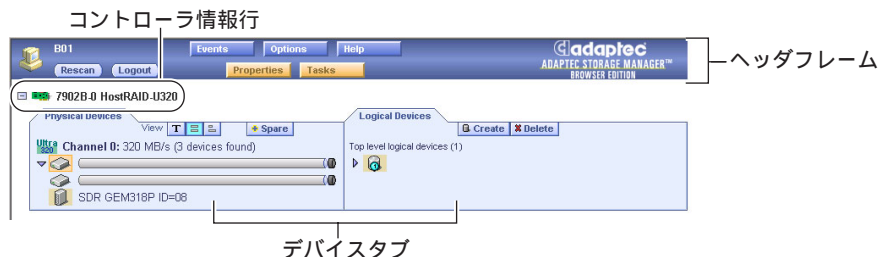 コントローラ情報行
B01
Events Options Help
adaptec
ADAPTEC STORAGE MANAGER™
BROWSER EDITION
Rescan Logout Properties Tasks
ヘッダフレーム
7902B-0 HostRAID-U320
Physical Devices
View T + Spare
Ultra 320 Channel 0: 320 MB/s (3 devices found)
SDR GEM318P ID=08
Logical Devices
Create Delete
Top level logical devices (1)
デバイスタブ